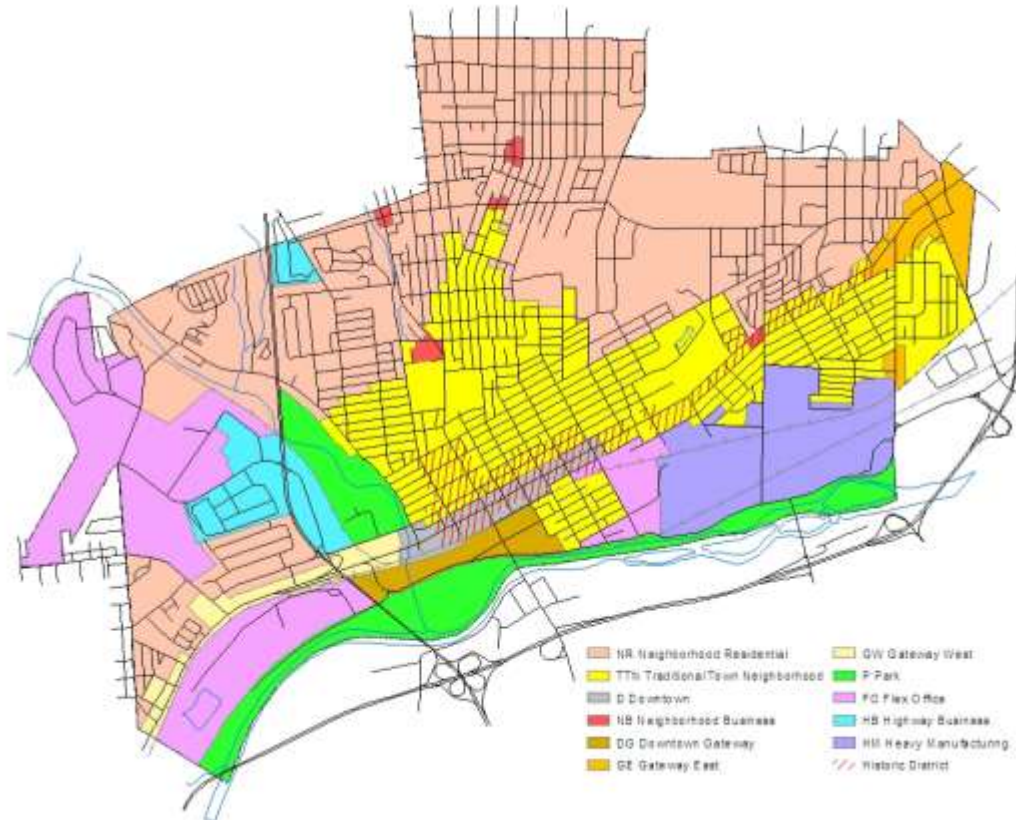 NR Neighborhood Residential
TTN Traditional Town Neighborhood
D Downtown
NB Neighborhood Business
DG Downtown Gateway
GE Gateway East
GW Gateway West
P Park
FO Flex Office
HB Highway Business
HM Heavy Manufacturing
Historic District